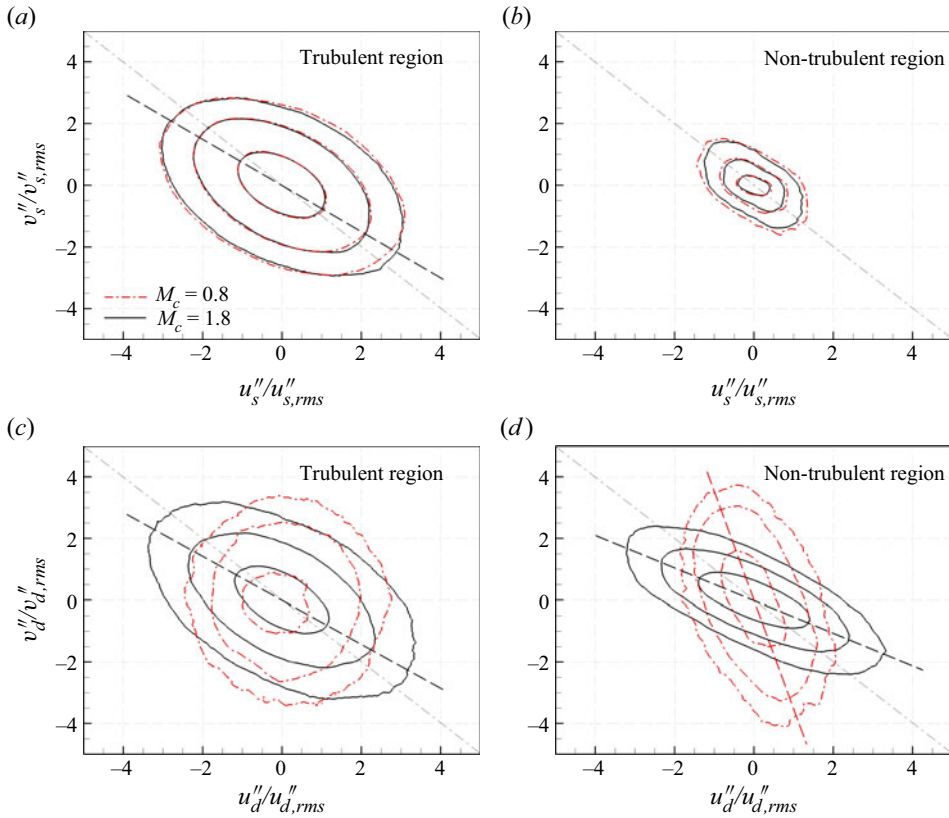 (a)
(b)
Trubulent region
Non-trubulent region
4
2
0
–2
–4
v″s/v″s,rms
Mc = 0.8
Mc = 1.8
–4 –2 0 2 4
u″s/u″s,rms
4
2
0
–2
–4
–4 –2 0 2 4
u″s/u″s,rms
(c)
(d)
Trubulent region
Non-trubulent region
4
2
0
–2
–4
v″d/v″d,rms
–4 –2 0 2 4
u″d/u″d,rms
4
2
0
–2
–4
–4 –2 0 2 4
u″d/u″d,rms